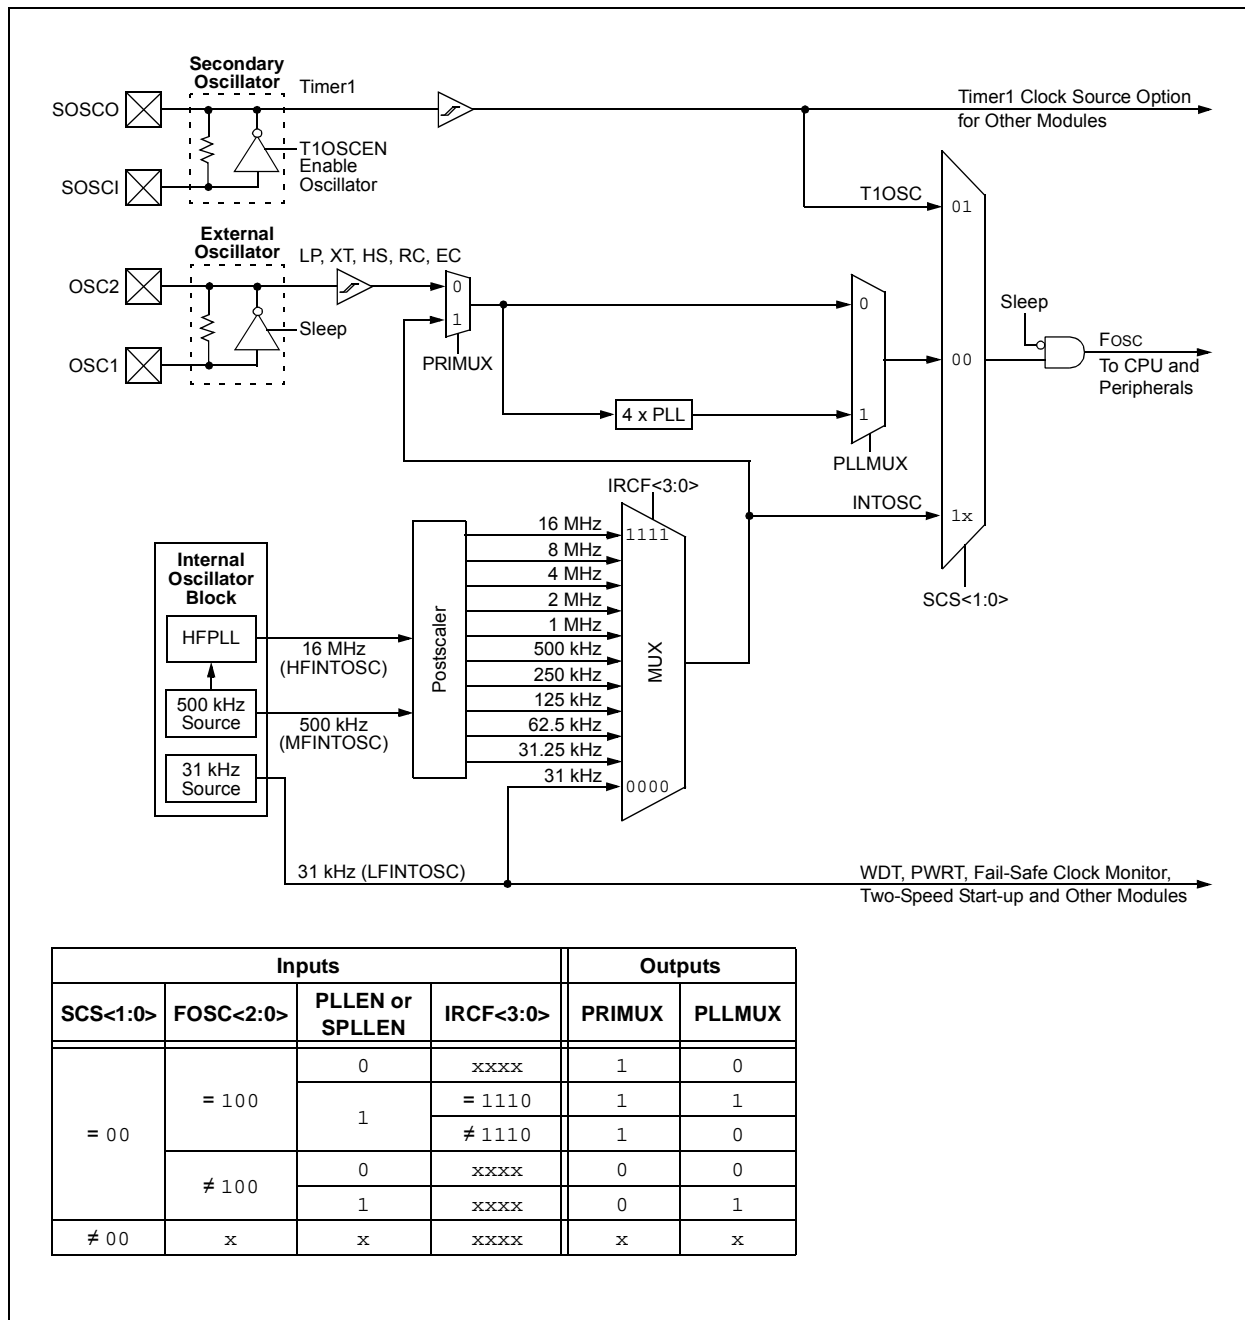 Secondary
Oscillator
Timer1
SOSCO
Timer1 Clock Source Option
for Other Modules
T1OSCEN
Enable
Oscillator
SOSCI
T1OSC
01
External
Oscillator
LP, XT, HS, RC, EC
OSC2
0
1
0
Sleep
Sleep
OSC1
PRIMUX
00
FOSC
To CPU and
Peripherals
4 x PLL
1
PLLMUX
IRCF<3:0>
INTOSC
1x
16 MHz
1111
Internal
Oscillator
Block
8 MHz
4 MHz
2 MHz
SCS<1:0>
HFPLL
16 MHz
(HFINTOSC)
Postscaler
1 MHz
500 kHz
MUX
250 kHz
500 kHz
Source
500 kHz
(MFINTOSC)
125 kHz
62.5 kHz
31.25 kHz
31 kHz
Source
31 kHz
0000
31 kHz (LFINTOSC)
WDT, PWRT, Fail-Safe Clock Monitor,
Two-Speed Start-up and Other Modules
Inputs Outputs
SCS<1:0> FOSC<2:0> PLLEN or SPLLEN IRCF<3:0> PRIMUX PLLMUX
= 00 = 100 0 xxxx 1 0
1 = 1110 1 1
≠ 1110 1 0
≠ 100 0 xxxx 0 0
1 xxxx 0 1
≠ 00 x x xxxx x x